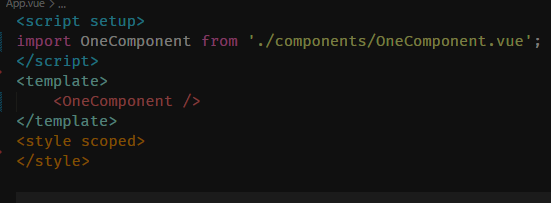 App.vue > ...
<script setup>
import OneComponent from './components/OneComponent.vue';
</script>
<template>
    <OneComponent />
</template>
<style scoped>
</style>